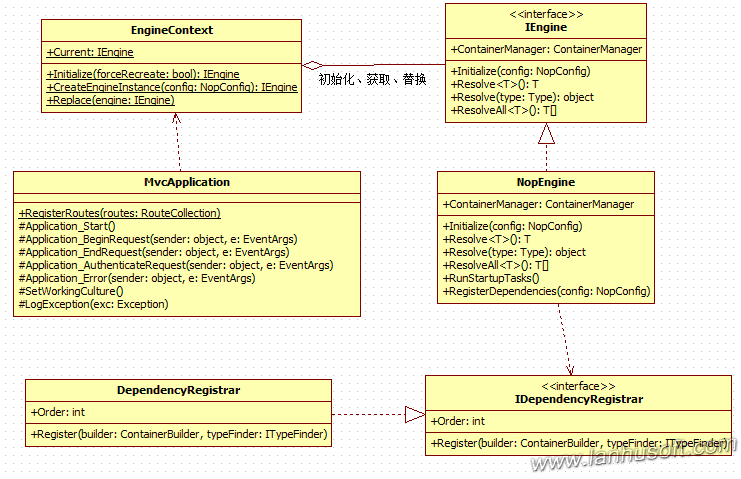 EngineContext
+Current: IEngine
+Initialize(forceRecreate: bool): IEngine
+CreateEngineInstance(config: NopConfig): IEngine
+Replace(engine: IEngine)
初始化、获取、替换
<<interface>>
IEngine
+ContainerManager: ContainerManager
+Initialize(config: NopConfig)
+Resolve<T>(): T
+Resolve(type: Type): object
+ResolveAll<T>(): T[]
MvcApplication
+RegisterRoutes(routes: RouteCollection)
#Application_Start()
#Application_BeginRequest(sender: object, e: EventArgs)
#Application_EndRequest(sender: object, e: EventArgs)
#Application_AuthenticateRequest(sender: object, e: EventArgs)
#Application_Error(sender: object, e: EventArgs)
#SetWorkingCulture()
#LogException(exc: Exception)
NopEngine
+ContainerManager: ContainerManager
+Initialize(config: NopConfig)
+Resolve<T>(): T
+Resolve(type: Type): object
+ResolveAll<T>(): T[]
+RunStartupTasks()
+RegisterDependencies(config: NopConfig)
DependencyRegistrar
+Order: int
+Register(builder: ContainerBuilder, typeFinder: ITypeFinder)
<<interface>>
IDependencyRegistrar
+Order: int
+Register(builder: ContainerBuilder, typeFinder: ITypeFinder)
www.lanhusoft.com